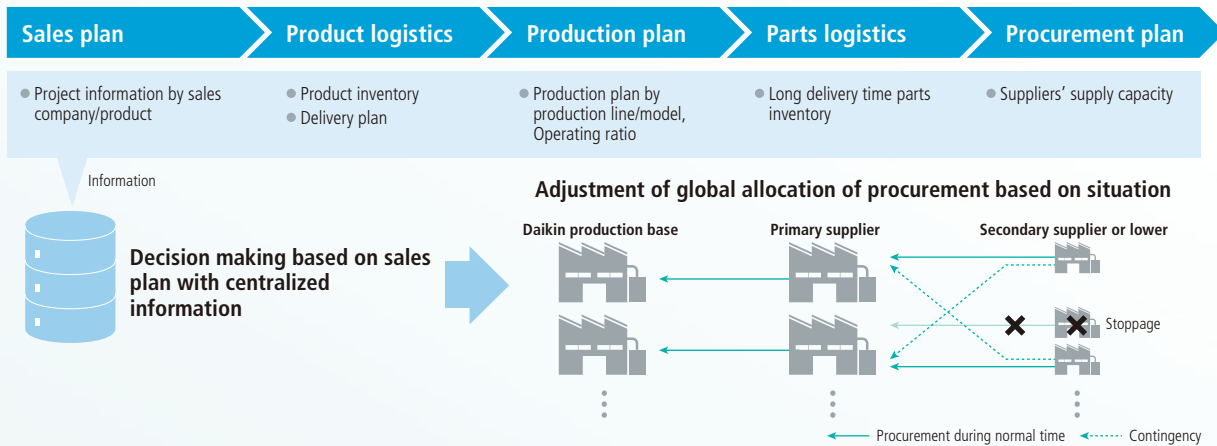 Sales plan
Product logistics
Production plan
Parts logistics
Procurement plan
● Project information by sales
company/product
● Product inventory
● Delivery plan
● Production plan by
production line/model,
Operating ratio
● Long delivery time parts
inventory
● Suppliers’ supply capacity
Information
Decision making based on sales
plan with centralized
information
Adjustment of global allocation of procurement based on situation
Daikin production base
Primary supplier
Secondary supplier or lower
Stoppage
Procurement during normal time
Contingency